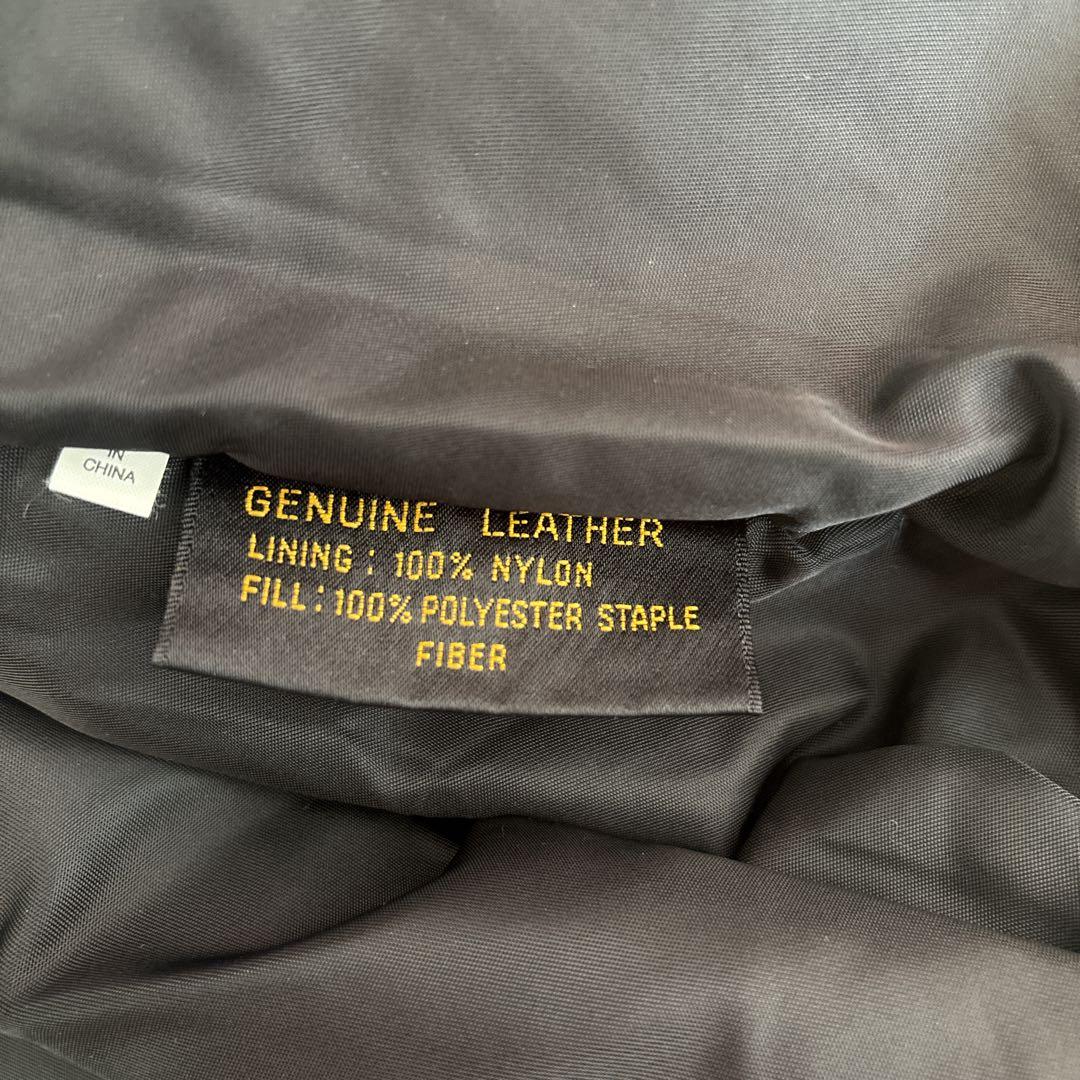 IN
CHINA
GENUINE LEATHER
LINING : 100% NYLON
FILL : 100% POLYESTER STAPLE
FIBER